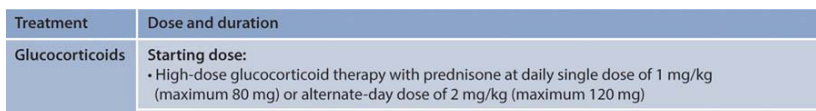 Treatment Dose and duration
Glucocorticoids Starting dose:
• High-dose glucocorticoid therapy with prednisone at daily single dose of 1 mg/kg
(maximum 80 mg) or alternate-day dose of 2 mg/kg (maximum 120 mg)